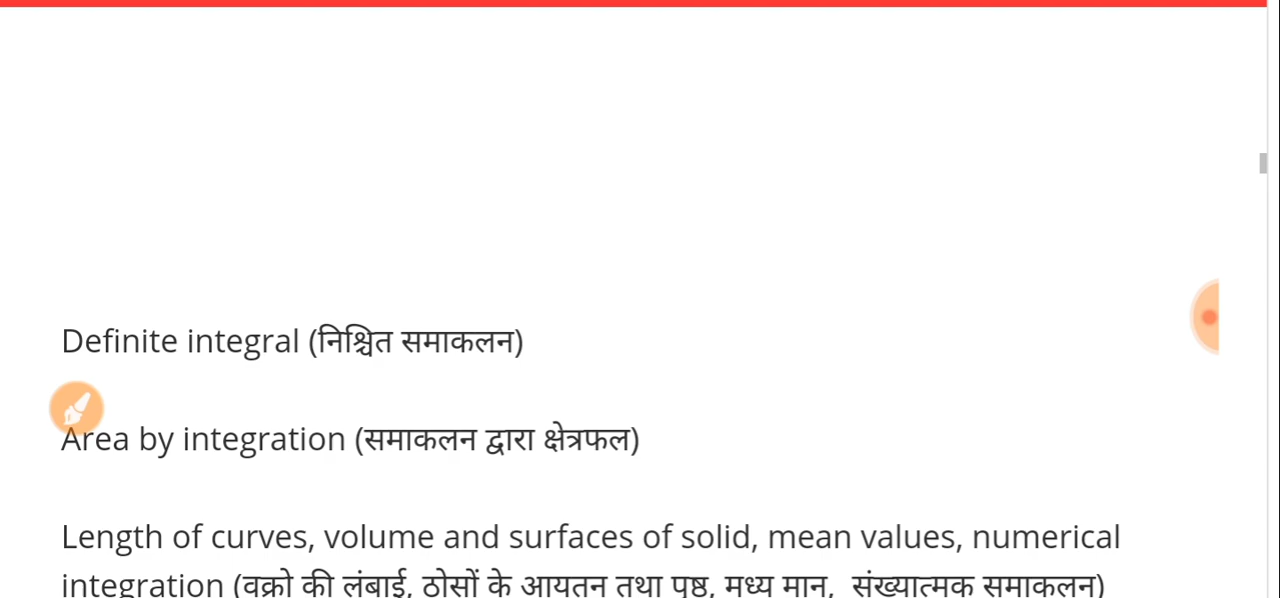 Definite integral (निश्चित समाकलन)
Area by integration (समाकलन द्वारा क्षेत्रफल)
Length of curves, volume and surfaces of solid, mean values, numerical
integration (वक्रो की लंबाई, ठोसों के आयतन तथा पृष्ठ, मध्य मान, संख्यात्मक समाकलन)